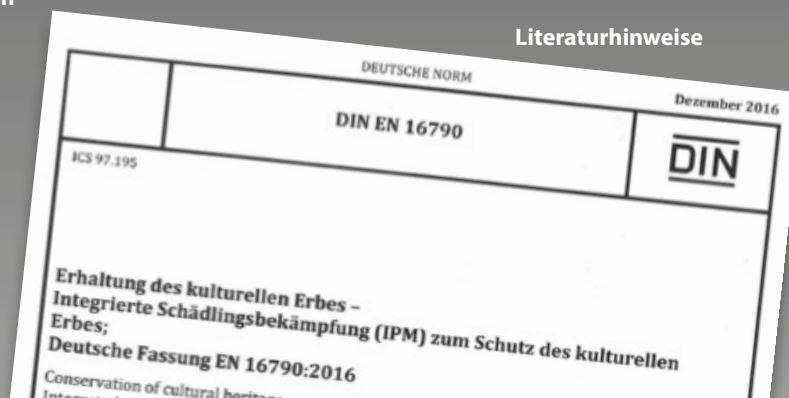 Literaturhinweise
DEUTSCHE NORM
Dezember 2016
DIN EN 16790
DIN
ICS 97.195
Erhaltung des kulturellen Erbes –
Integrierte Schädlingsbekämpfung (IPM) zum Schutz des kulturellen
Erbes;
Deutsche Fassung EN 16790:2016
Conservation of cultural